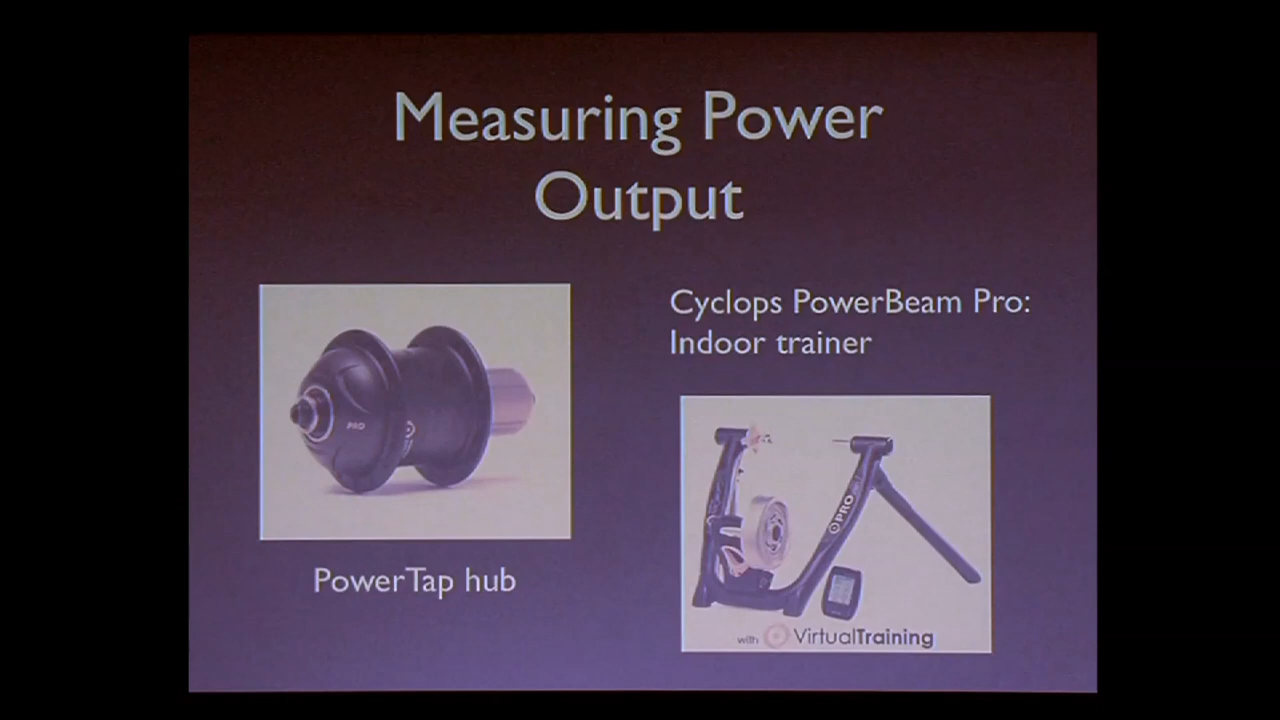 Measuring Power
Output
Cyclops PowerBeam Pro:
Indoor trainer
PRO
PRO
PowerTap hub
with VirtualTraining